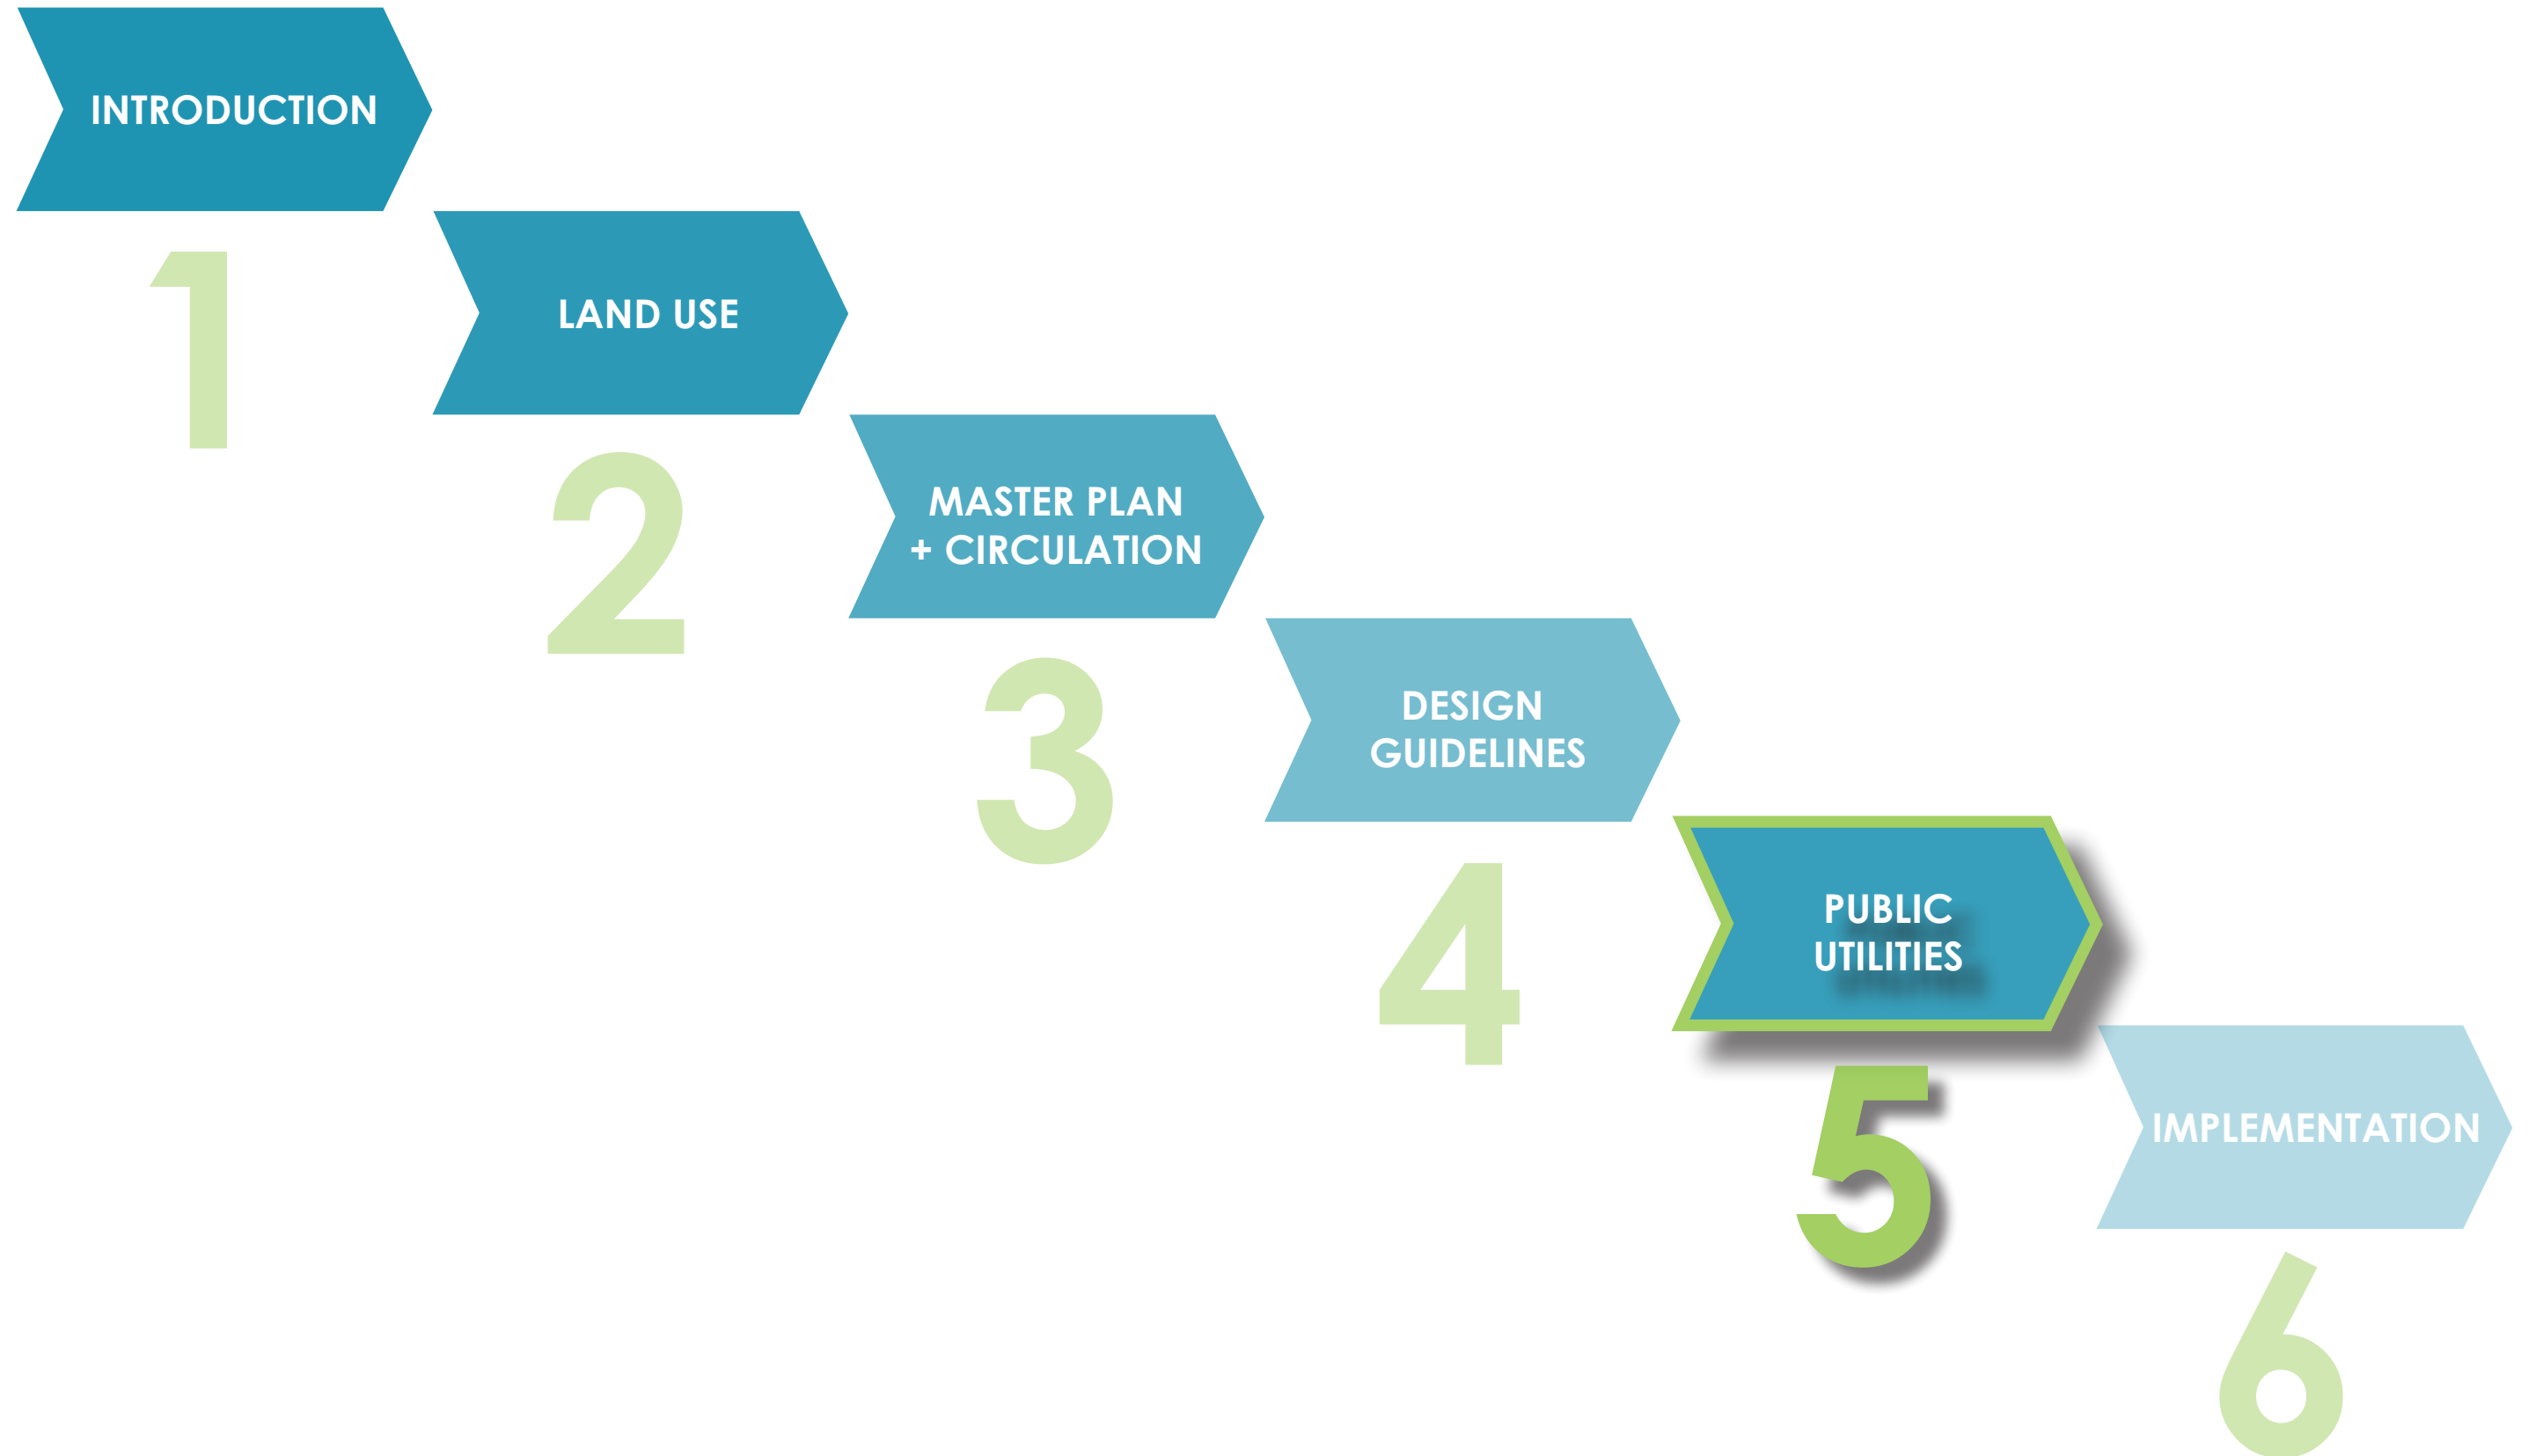 INTRODUCTION
1
LAND USE
2
MASTER PLAN
+ CIRCULATION
3
DESIGN
GUIDELINES
4
PUBLIC
UTILITIES
5
IMPLEMENTATION
6